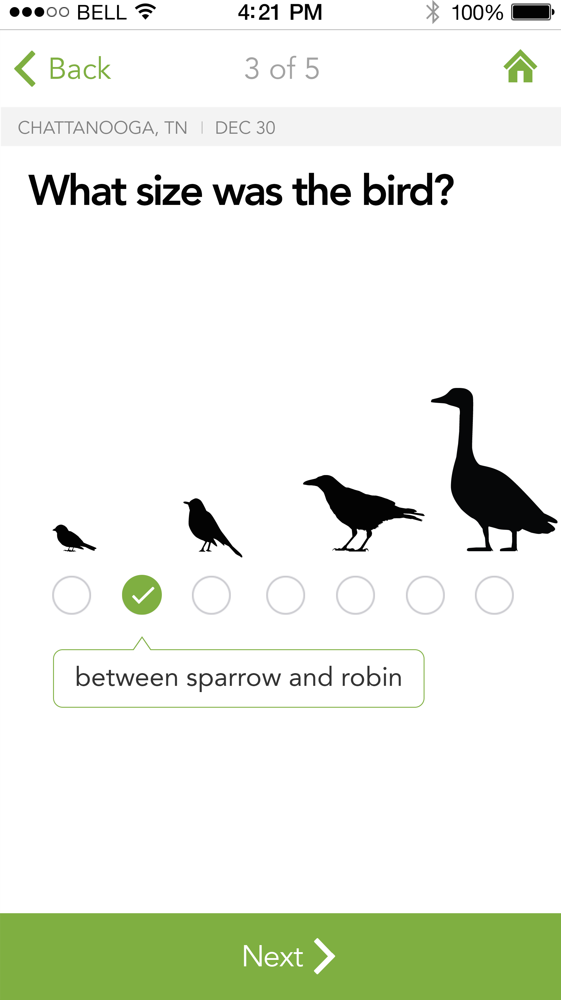 BELL 4:21 PM 100%
Back 3 of 5
CHATTANOOGA, TN | DEC 30
What size was the bird?
between sparrow and robin
Next